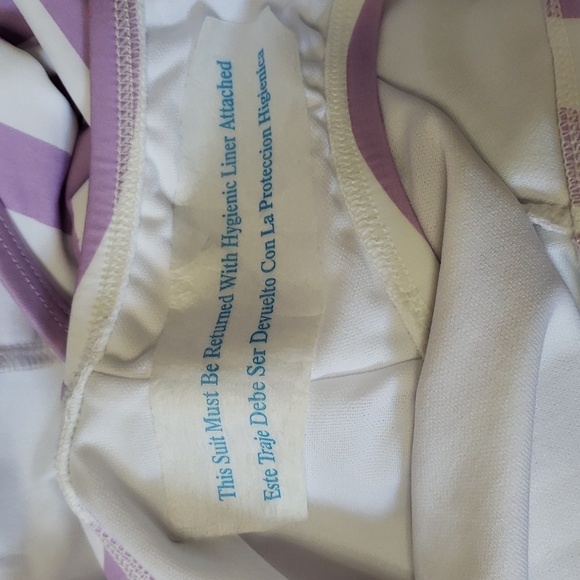 This Suit Must Be Returned With Hygienic Liner Attached
Este Traje Debe Ser Devuelto Con La Proteccion Higienica